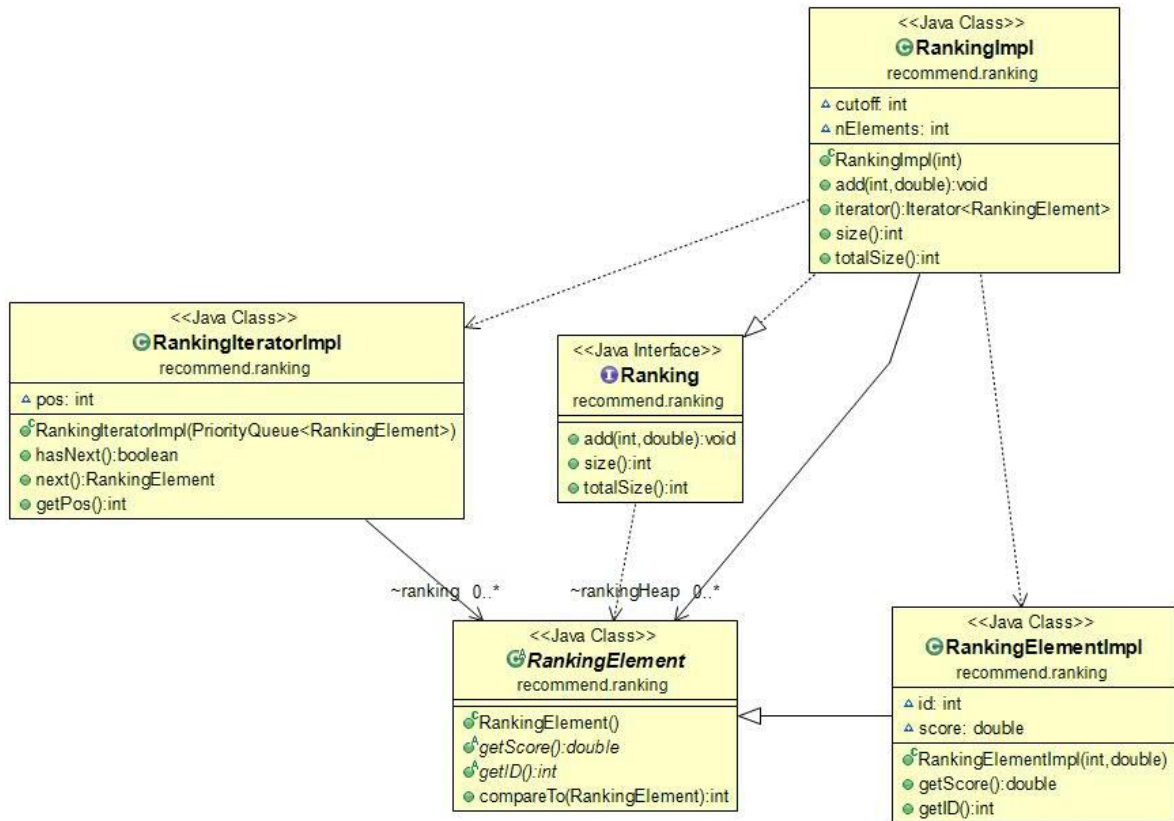 <<Java Class>>
RankingImpl
recommend.ranking
cutoff: int
nElements: int
RankingImpl(int)
add(int,double):void
iterator():Iterator<RankingElement>
size():int
totalSize():int
<<Java Class>>
RankingIteratorImpl
recommend.ranking
pos: int
RankingIteratorImpl(PriorityQueue<RankingElement>)
hasNext():boolean
next():RankingElement
getPos():int
<<Java Interface>>
Ranking
recommend.ranking
add(int,double):void
size():int
totalSize():int
~ranking 0..*
~rankingHeap 0..*
<<Java Class>>
RankingElement
recommend.ranking
RankingElement()
getScore():double
getID():int
compareTo(RankingElement):int
<<Java Class>>
RankingElementImpl
recommend.ranking
id: int
score: double
RankingElementImpl(int,double)
getScore():double
getID():int